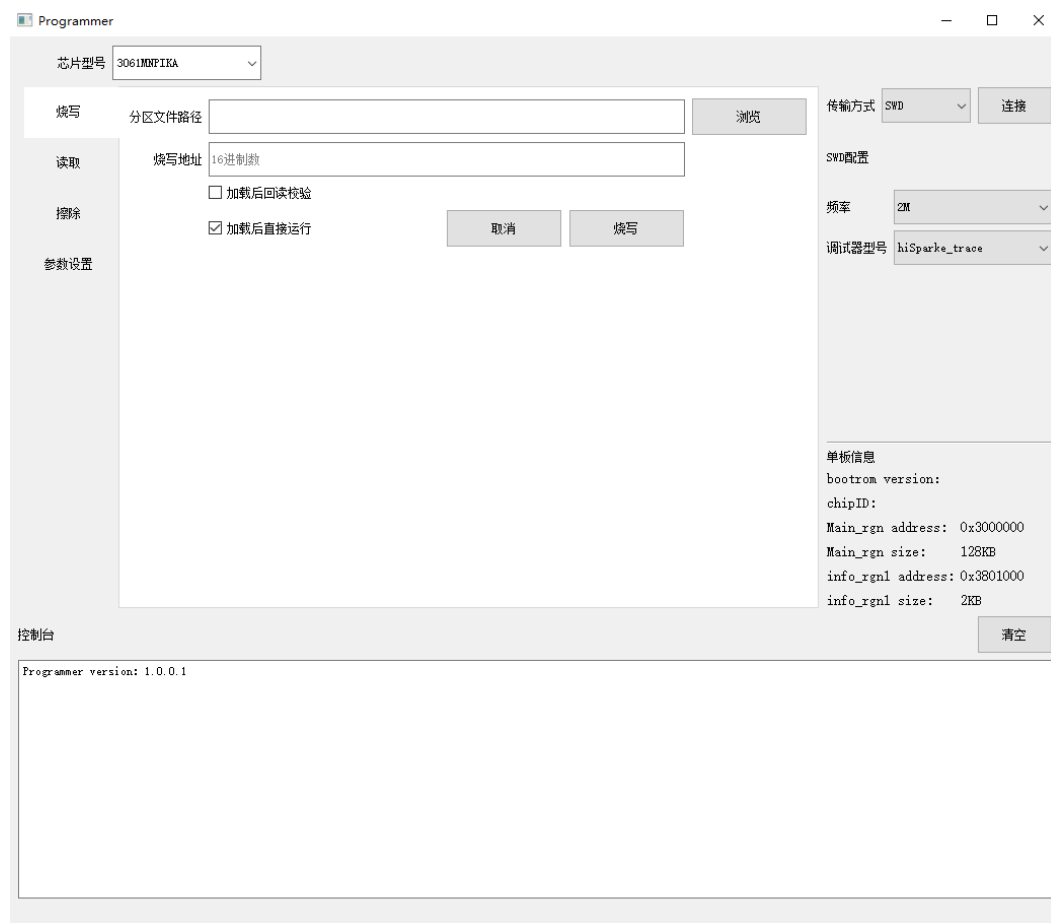 Programmer
芯片型号 3061MNPIKA
烧写
读取
擦除
参数设置
分区文件路径 浏览
烧写地址 16进制数
加载后回读校验
加载后直接运行 取消 烧写
传输方式 SWD 连接
SWD配置
频率 2M
调试器型号 hiSparke_trace
单板信息
bootrom version:
chipID:
Main_rgn address: 0x3000000
Main_rgn size: 128KB
info_rgn1 address: 0x3801000
info_rgn1 size: 2KB
控制台 清空
Programmer version: 1.0.0.1